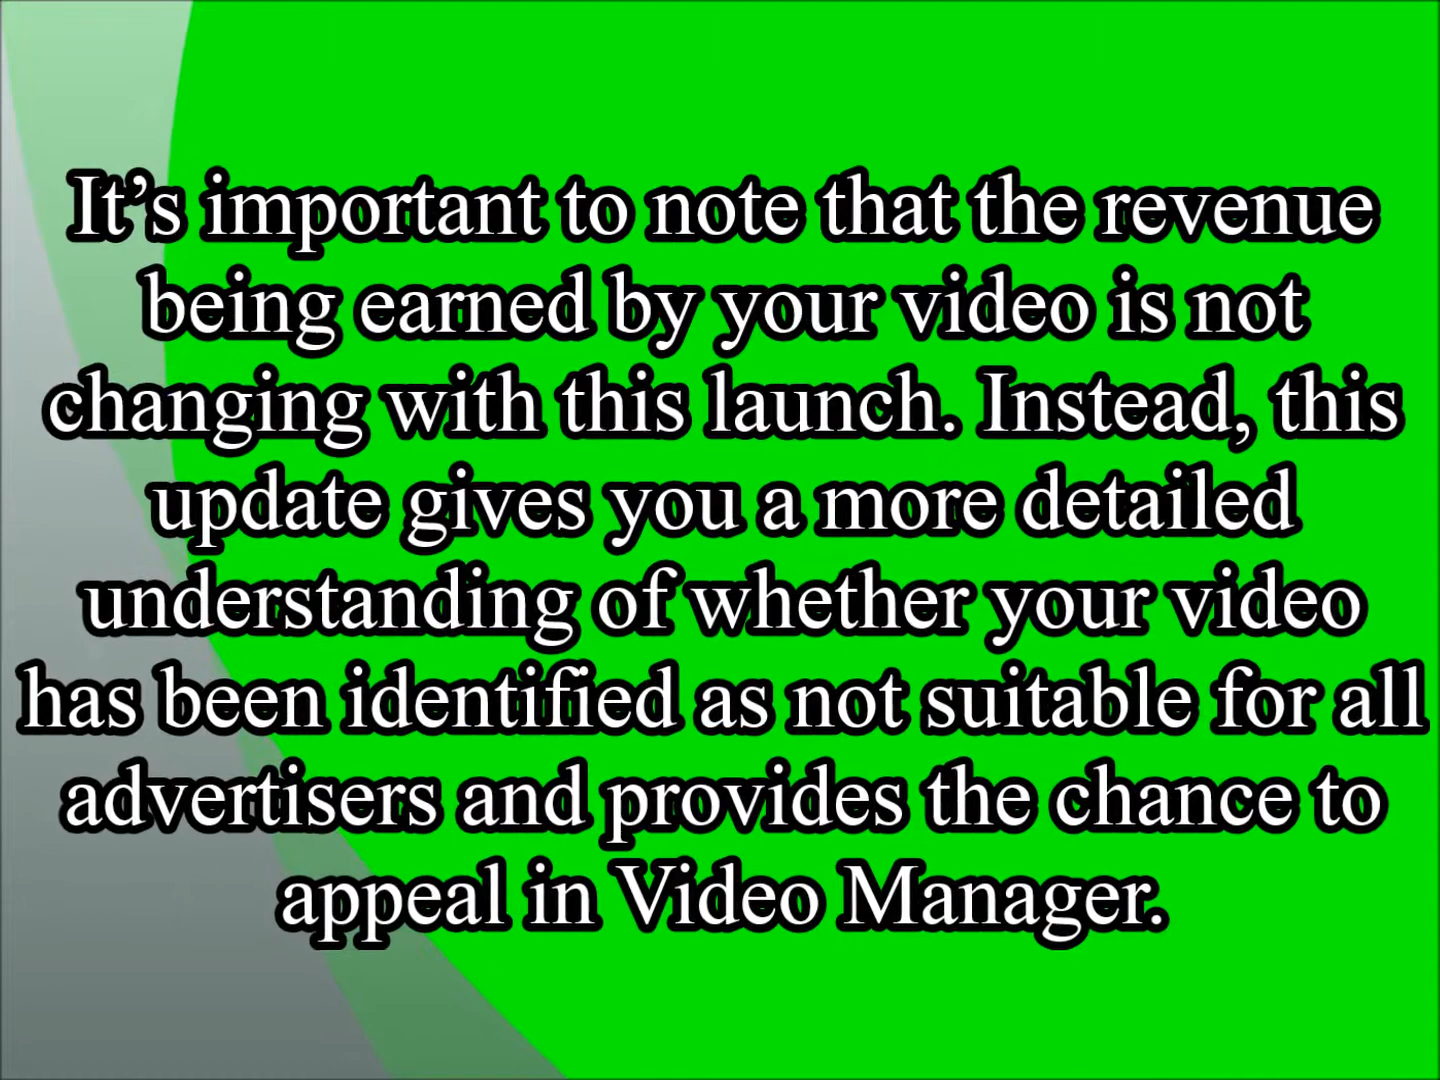 It’s important to note that the revenue
being earned by your video is not
changing with this launch. Instead, this
update gives you a more detailed
understanding of whether your video
has been identified as not suitable for all
advertisers and provides the chance to
appeal in Video Manager.